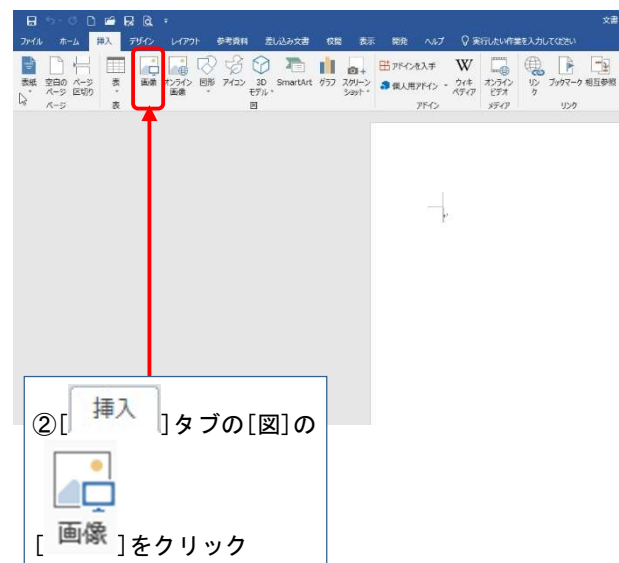 文書
ファイル ホーム 挿入 デザイン レイアウト 参考資料 差し込み文書 校閲 表示 開発 ヘルプ 実行したい作業を入力してください
表紙 空白のページ ページ区切り 表 画像 オンライン画像 図形 アイコン 3Dモデル SmartArt グラフ スクリーンショット アドインを入手 個人用アドイン W ウィキペディア オンラインビデオ リンク ブックマーク 相互参照
ページ 表 図 アドイン メディア リンク
②[挿入]タブの[図]の
[画像]をクリック